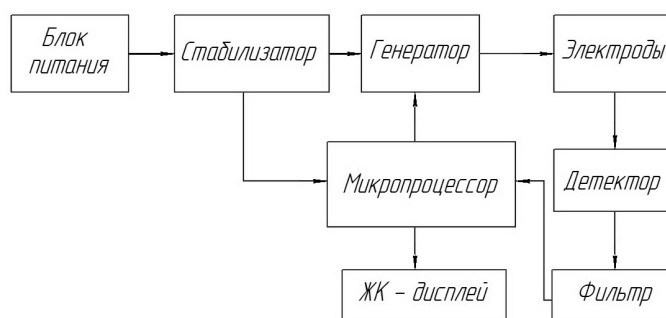 Блок
питания
Стабилизатор
Генератор
Электроды
Микропроцессор
Детектор
ЖК - дисплей
Фильтр